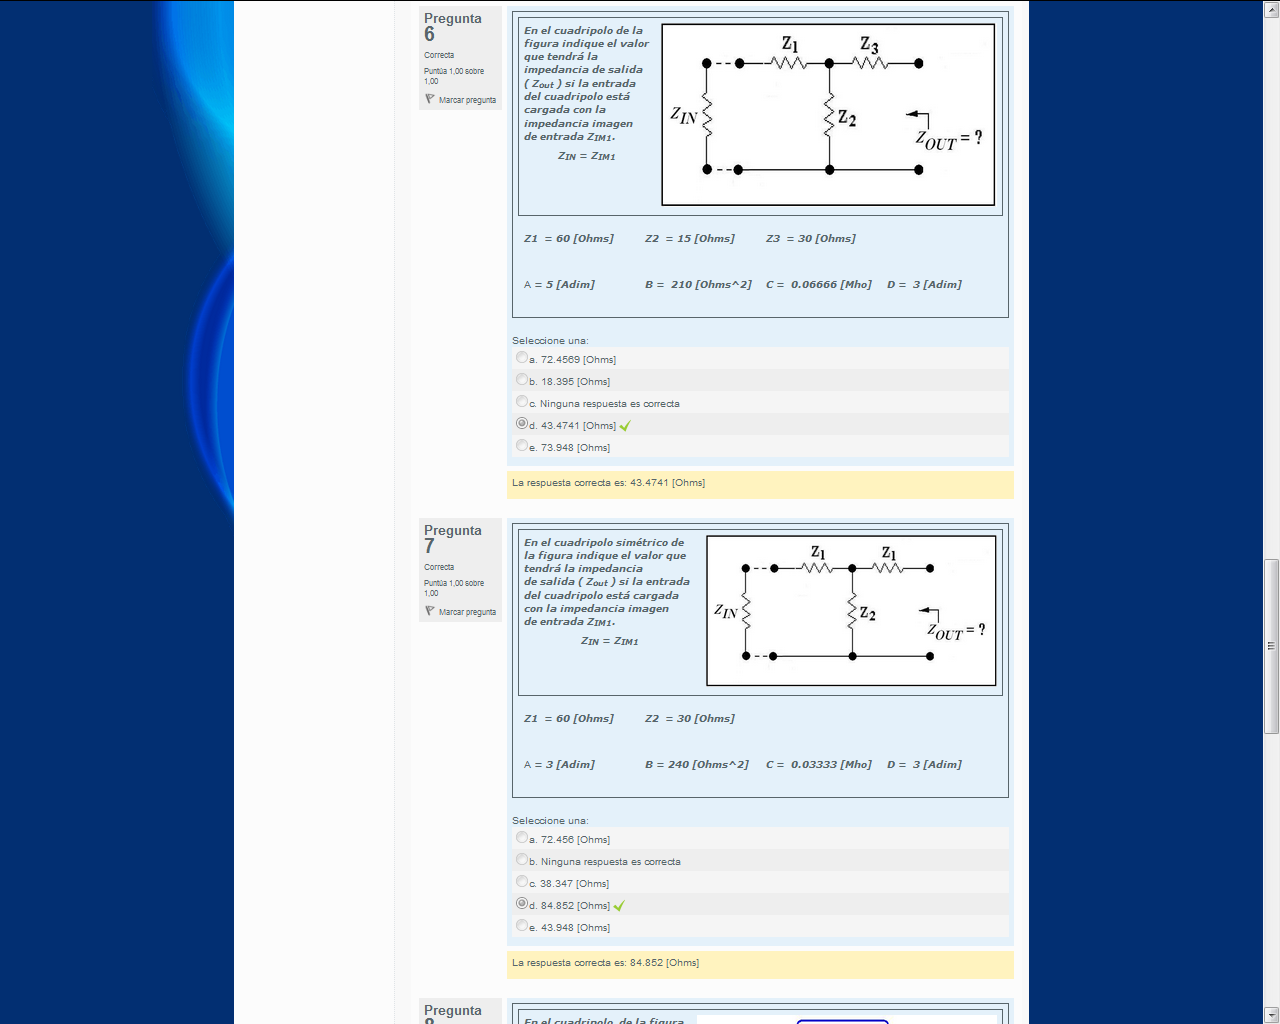 Pregunta
6
Correcta
Puntúa 1,00 sobre
1,00
Marcar pregunta
En el cuadripolo de la
figura indique el valor
que tendrá la
impedancia de salida
( Zout ) si la entrada
del cuadripolo está
cargada con la
impedancia imagen
de entrada ZIM1.
ZIN = ZIM1
Z1 Z3
ZIN Z2
ZOUT = ?
Z1 = 60 [Ohms] Z2 = 15 [Ohms] Z3 = 30 [Ohms]
A = 5 [Adim] B = 210 [Ohms^2] C = 0.06666 [Mho] D = 3 [Adim]
Seleccione una:
a. 72.4569 [Ohms]
b. 18.395 [Ohms]
c. Ninguna respuesta es correcta
d. 43.4741 [Ohms]
e. 73.948 [Ohms]
La respuesta correcta es: 43.4741 [Ohms]
Pregunta
7
Correcta
Puntúa 1,00 sobre
1,00
Marcar pregunta
En el cuadripolo simétrico de
la figura indique el valor que
tendrá la impedancia
de salida ( Zout ) si la entrada
del cuadripolo está cargada
con la impedancia imagen
de entrada ZIM1.
ZIN = ZIM1
Z1 Z1
ZIN Z2
ZOUT = ?
Z1 = 60 [Ohms] Z2 = 30 [Ohms]
A = 3 [Adim] B = 240 [Ohms^2] C = 0.03333 [Mho] D = 3 [Adim]
Seleccione una:
a. 72.456 [Ohms]
b. Ninguna respuesta es correcta
c. 38.347 [Ohms]
d. 84.852 [Ohms]
e. 43.948 [Ohms]
La respuesta correcta es: 84.852 [Ohms]
Pregunta
En el cuadripolo de la figura